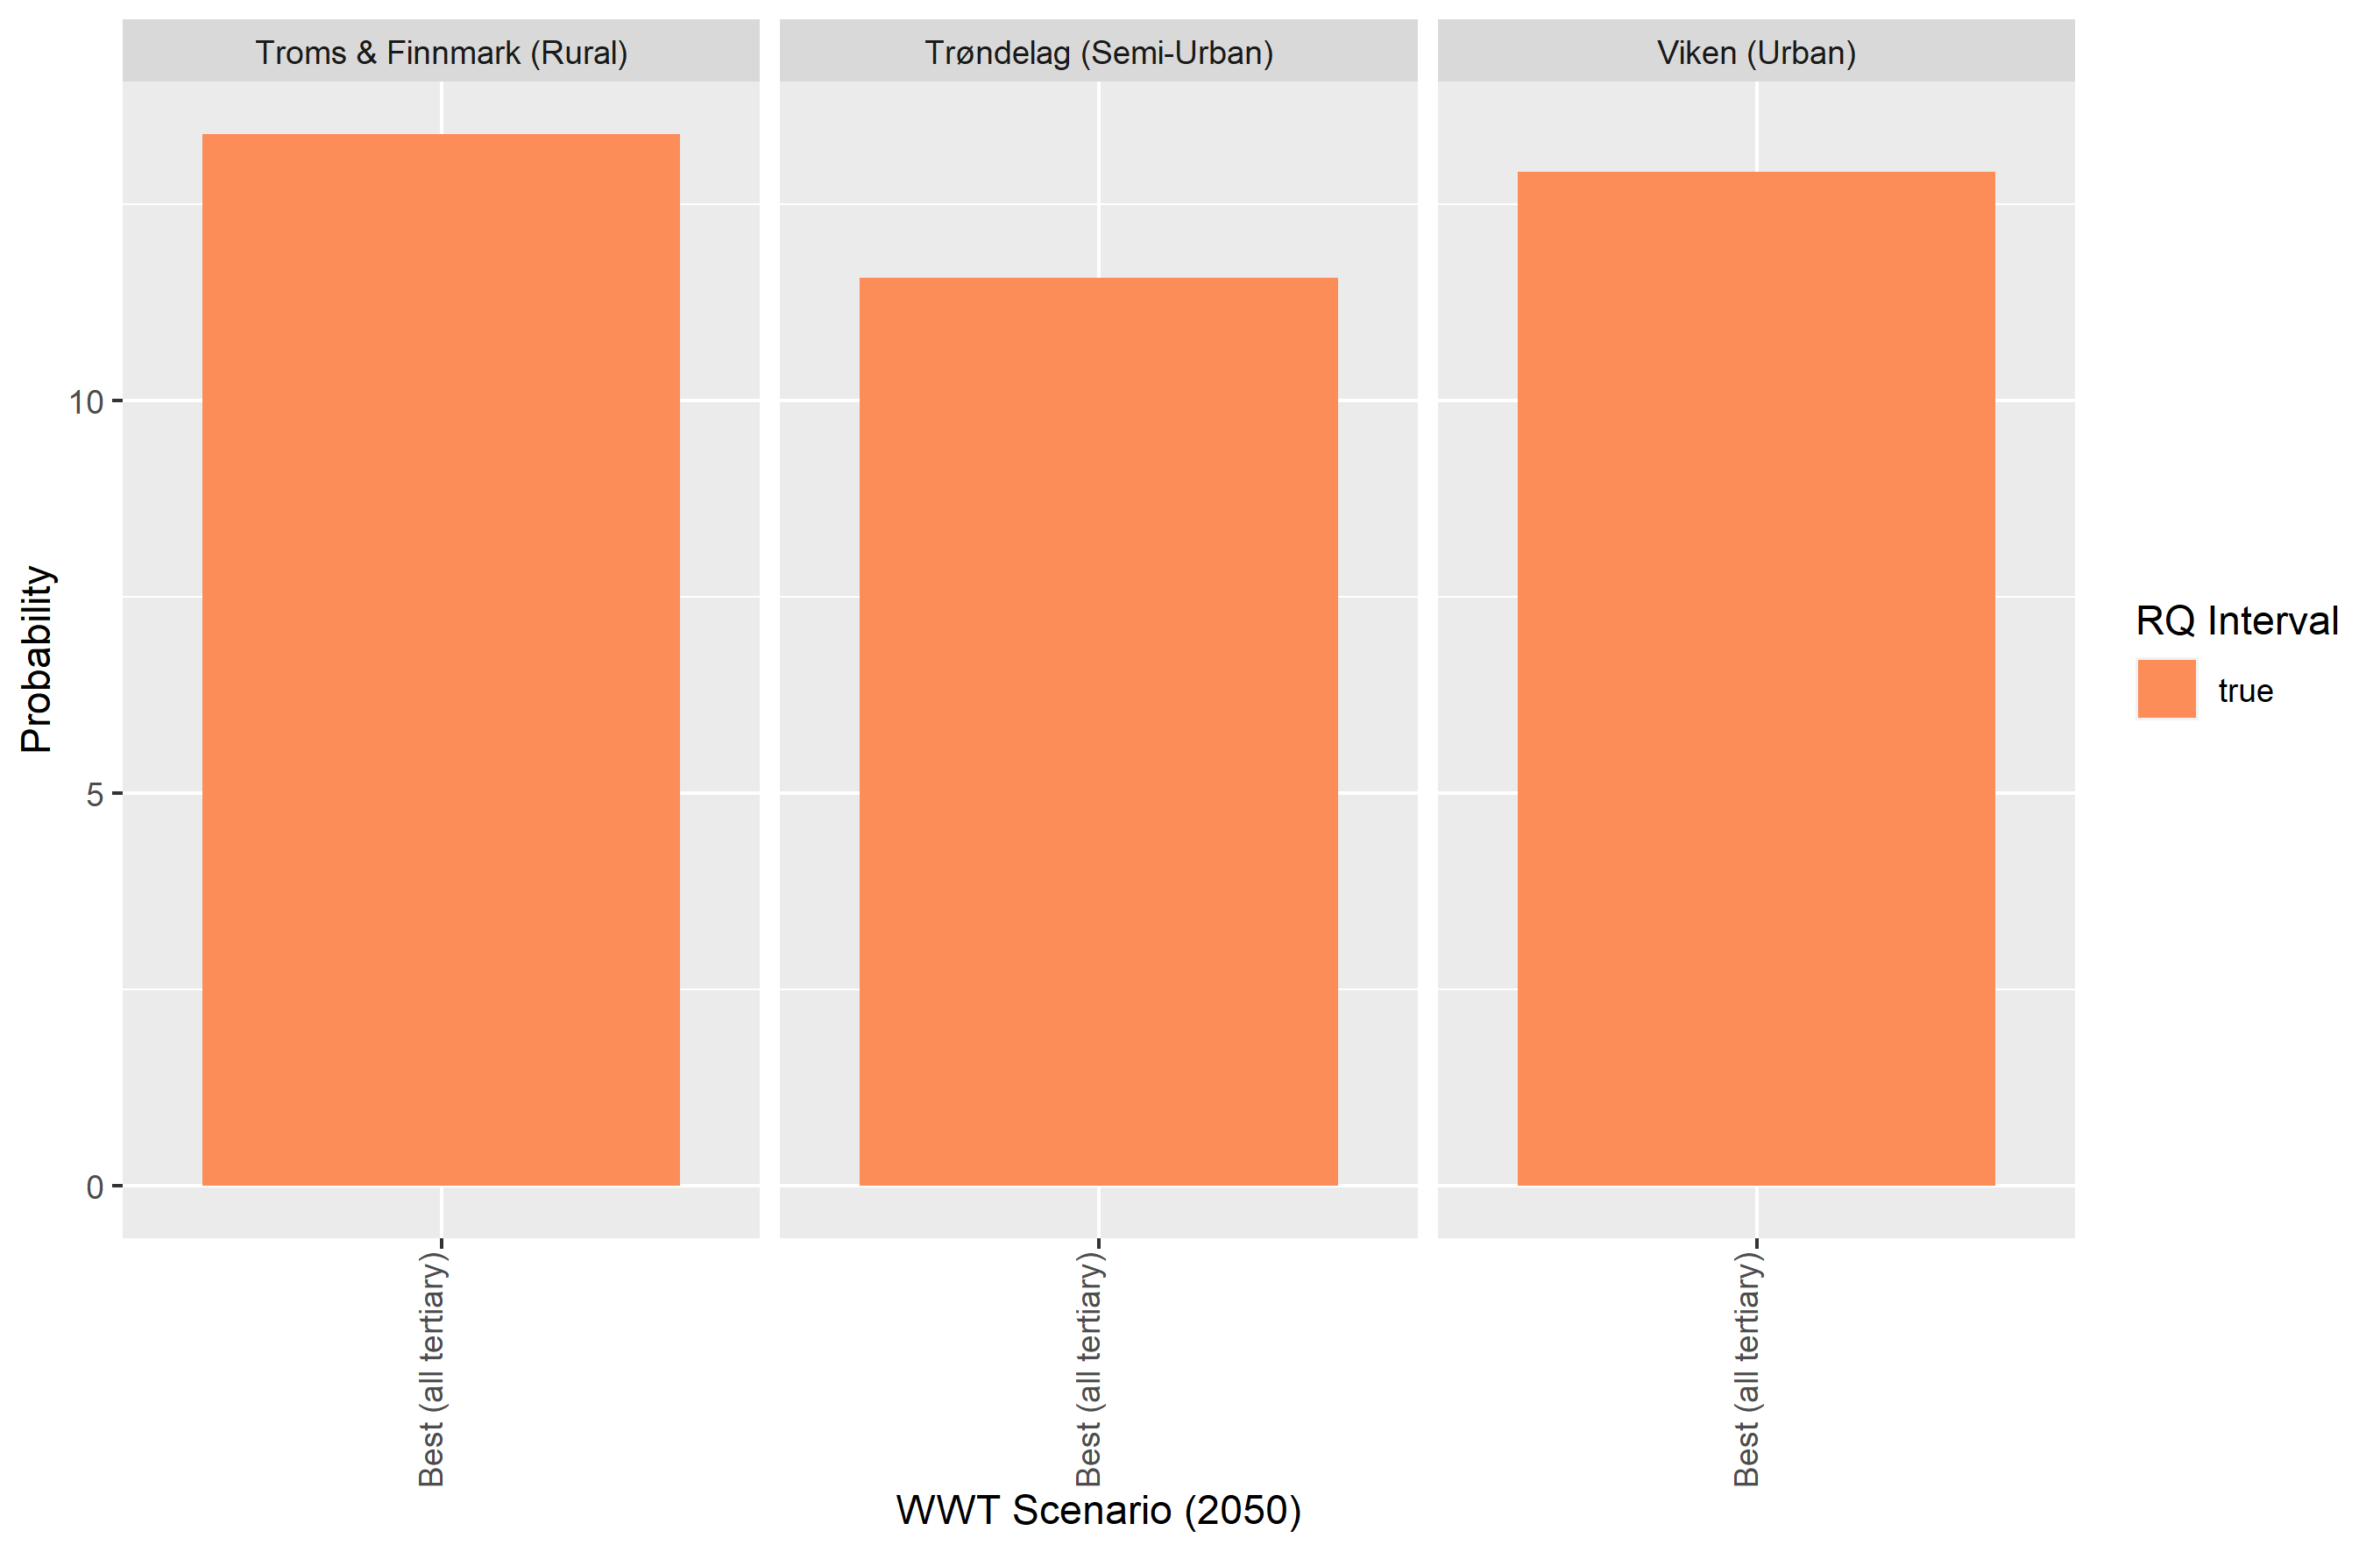 Troms & Finnmark (Rural)
Trøndelag (Semi-Urban)
Viken (Urban)
Probability
10
5
0
Best (all tertiary)
Best (all tertiary)
Best (all tertiary)
WWT Scenario (2050)
RQ Interval
true